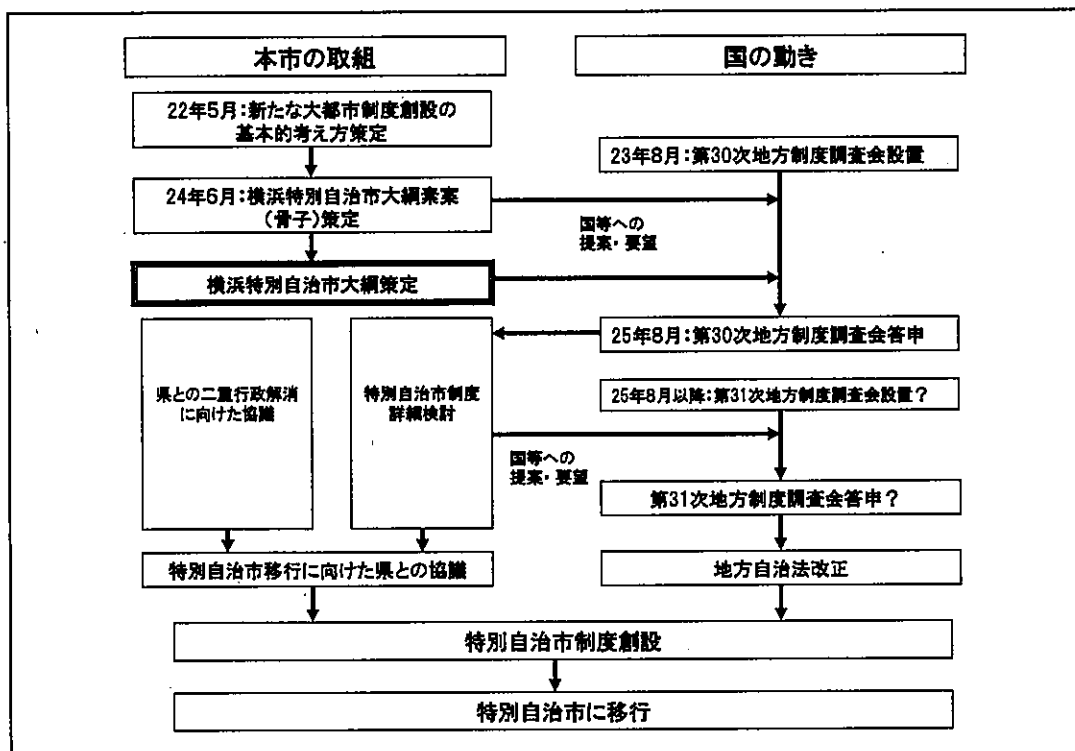 本市の取組
国の動き
22年5月:新たな大都市制度創設の
基本的考え方策定
23年8月:第30次地方制度調査会設置
24年6月:横浜特別自治市大綱素案
(骨子)策定
国等への
提案・要望
横浜特別自治市大綱策定
25年8月:第30次地方制度調査会答申
県との二重行政解消
に向けた協議
特別自治市制度
詳細検討
25年8月以降:第31次地方制度調査会設置?
国等への
提案・要望
第31次地方制度調査会答申?
特別自治市移行に向けた県との協議
地方自治法改正
特別自治市制度創設
特別自治市に移行